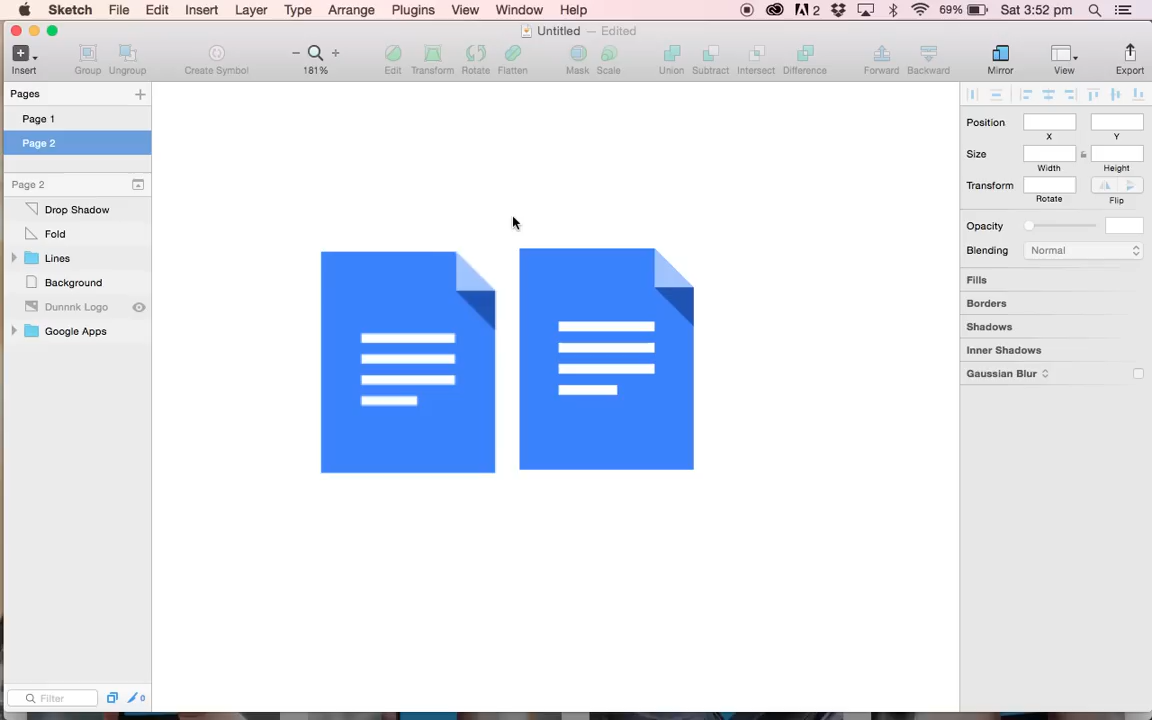 Sketch File Edit Insert Layer Type Arrange Plugins View Window Help 2 69% Sat 3:52 pm
Untitled — Edited
Insert Group Ungroup Create Symbol 181% Edit Transform Rotate Flatten Mask Scale Union Subtract Intersect Difference Forward Backward Mirror View Export
Pages
Page 1
Page 2
Page 2
Drop Shadow
Fold
Lines
Background
Dunnnk Logo
Google Apps
Filter 0
Position
X Y
Size
Width Height
Transform
Rotate Flip
Opacity
Blending Normal
Fills
Borders
Shadows
Inner Shadows
Gaussian Blur